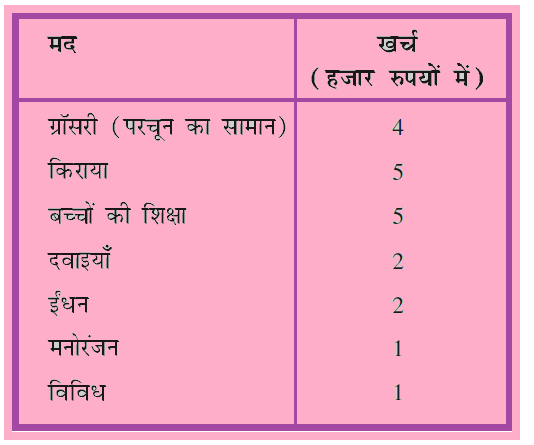 मद खर्च
(हजार रुपयों में)
ग्रॉसरी (परचून का सामान) 4
किराया 5
बच्चों की शिक्षा 5
दवाइयाँ 2
ईंधन 2
मनोरंजन 1
विविध 1